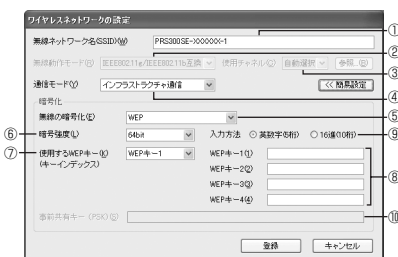 ワイヤレスネットワークの設定
①
無線ネットワーク名(SSID)(W) PRS300SE-XXXXXX-1
②
無線動作モード(R) IEEE80211g/IEEE80211b互換 使用チャネル(C) 自動選択 参照..(B)
③
通信モード(Y) インフラストラクチャ通信 << 簡易設定
④
暗号化
無線の暗号化(E) WEP ⑤
⑥ 暗号強度(L) 64bit 入力方法 英数字(5桁) 16進(10桁) ⑨
⑦ 使用するWEPキー(K) WEPキー1 WEPキー1(1)
(キーインデックス) WEPキー2(2)
⑧
WEPキー3(3)
WEPキー4(4)
事前共有キー (PSK)(S) ⑩
登録 キャンセル